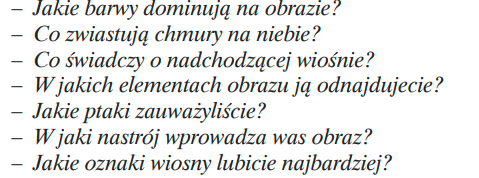 – Jakie barwy dominują na obrazie?
– Co zwiastują chmury na niebie?
– Co świadczy o nadchodzącej wiośnie?
– W jakich elementach obrazu ją odnajdujecie?
– Jakie ptaki zauważyliście?
– W jaki nastrój wprowadza was obraz?
– Jakie oznaki wiosny lubicie najbardziej?